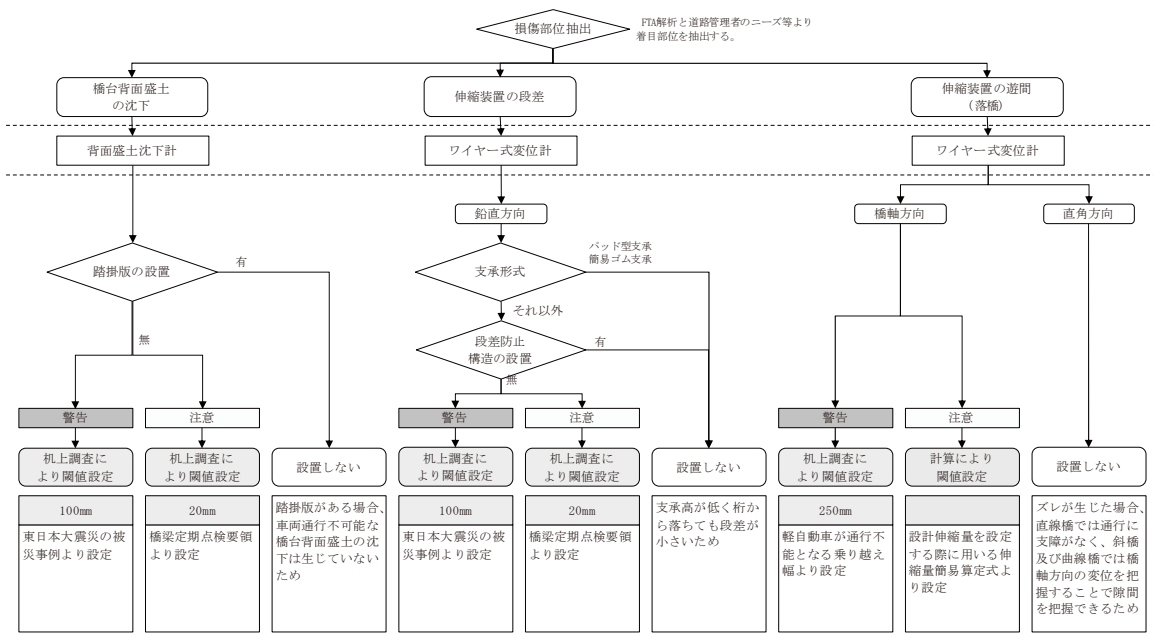 損傷部位抽出
FTA解析と道路管理者のニーズ等より
着目部位を抽出する。
橋台背面盛土
の沈下
伸縮装置の段差
伸縮装置の遊間
(落橋)
背面盛土沈下計
ワイヤー式変位計
ワイヤー式変位計
鉛直方向
橋軸方向
直角方向
踏掛版の設置
有
無
支承形式
パッド型支承
簡易ゴム支承
それ以外
段差防止
構造の設置
有
無
警告
注意
警告
注意
警告
注意
机上調査に
より閾値設定
机上調査に
より閾値設定
設置しない
机上調査に
より閾値設定
机上調査に
より閾値設定
設置しない
机上調査に
より閾値設定
計算により
閾値設定
設置しない
100mm
東日本大震災の被
災事例より設定
20mm
橋梁定期点検要領
より設定
踏掛版がある場合、
車両通行不可能な
橋台背面盛土の沈
下は生じていない
ため
100mm
東日本大震災の被
災事例より設定
20mm
橋梁定期点検要領
より設定
支承高が低く桁か
ら落ちても段差が
小さいため
250mm
軽自動車が通行不
能となる乗り越え
幅より設定
設計伸縮量を設定
する際に用いる伸
縮量簡易算定式よ
り設定
ズレが生じた場合、
直線橋では通行に
支障がなく、斜橋
及び曲線橋では橋
軸方向の変位を把
握することで隙間
を把握できるため